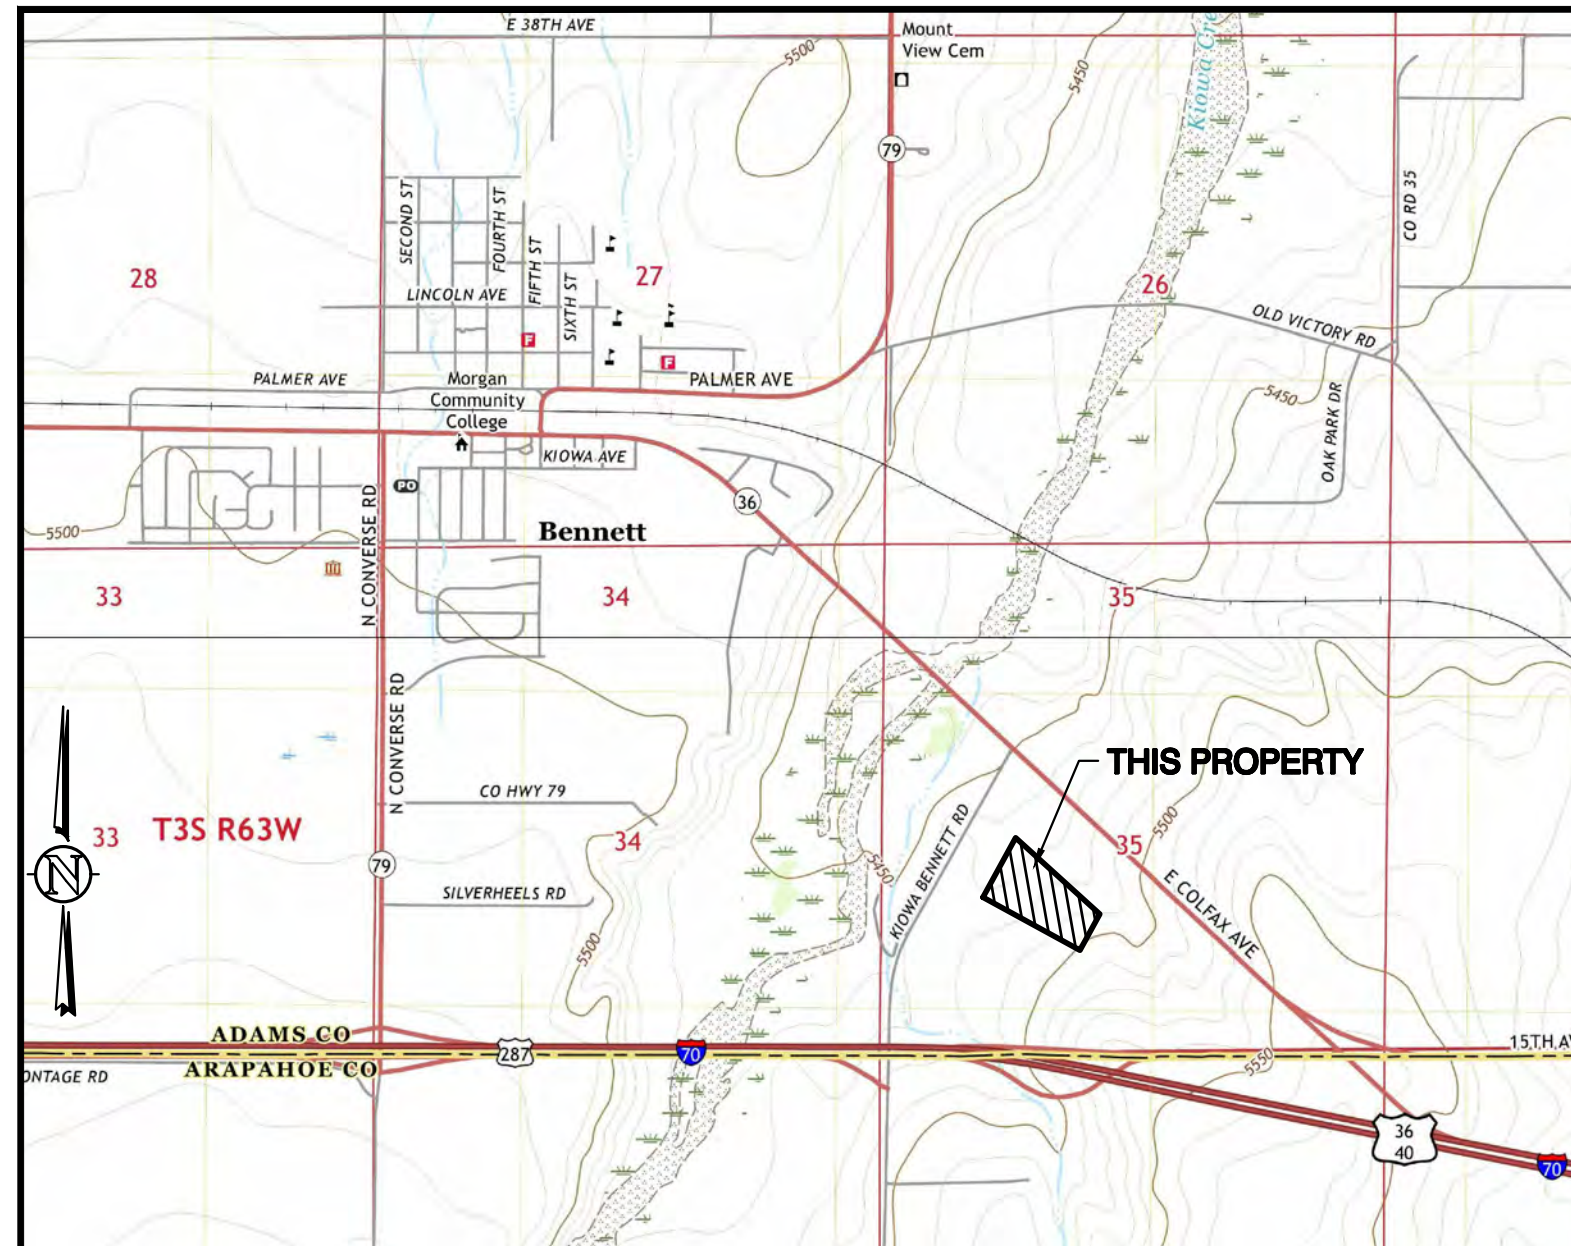 E 38TH AVE
Mount
View Cem
5500
5450
Kiowa Cre
79
CO RD 35
SECOND ST
FOURTH ST
FIFTH ST
SIXTH ST
28
27
26
LINCOLN AVE
OLD VICTORY RD
F
F
PALMER AVE
Morgan
Community
College
PALMER AVE
5450
OAK PARK DR
KIOWA AVE
PO
36
5500
Bennett
N CONVERSE RD
33
34
35
N CONVERSE RD
THIS PROPERTY
CO HWY 79
33
T3S R63W
34
5500
35
KIOWA BENNETT RD
N
79
5450
SILVERHEELS RD
E COLFAX AVE
5500
ADAMS CO
287
70
15TH AV
ARAPAHOE CO
ONTAGE RD
5550
36
40
70